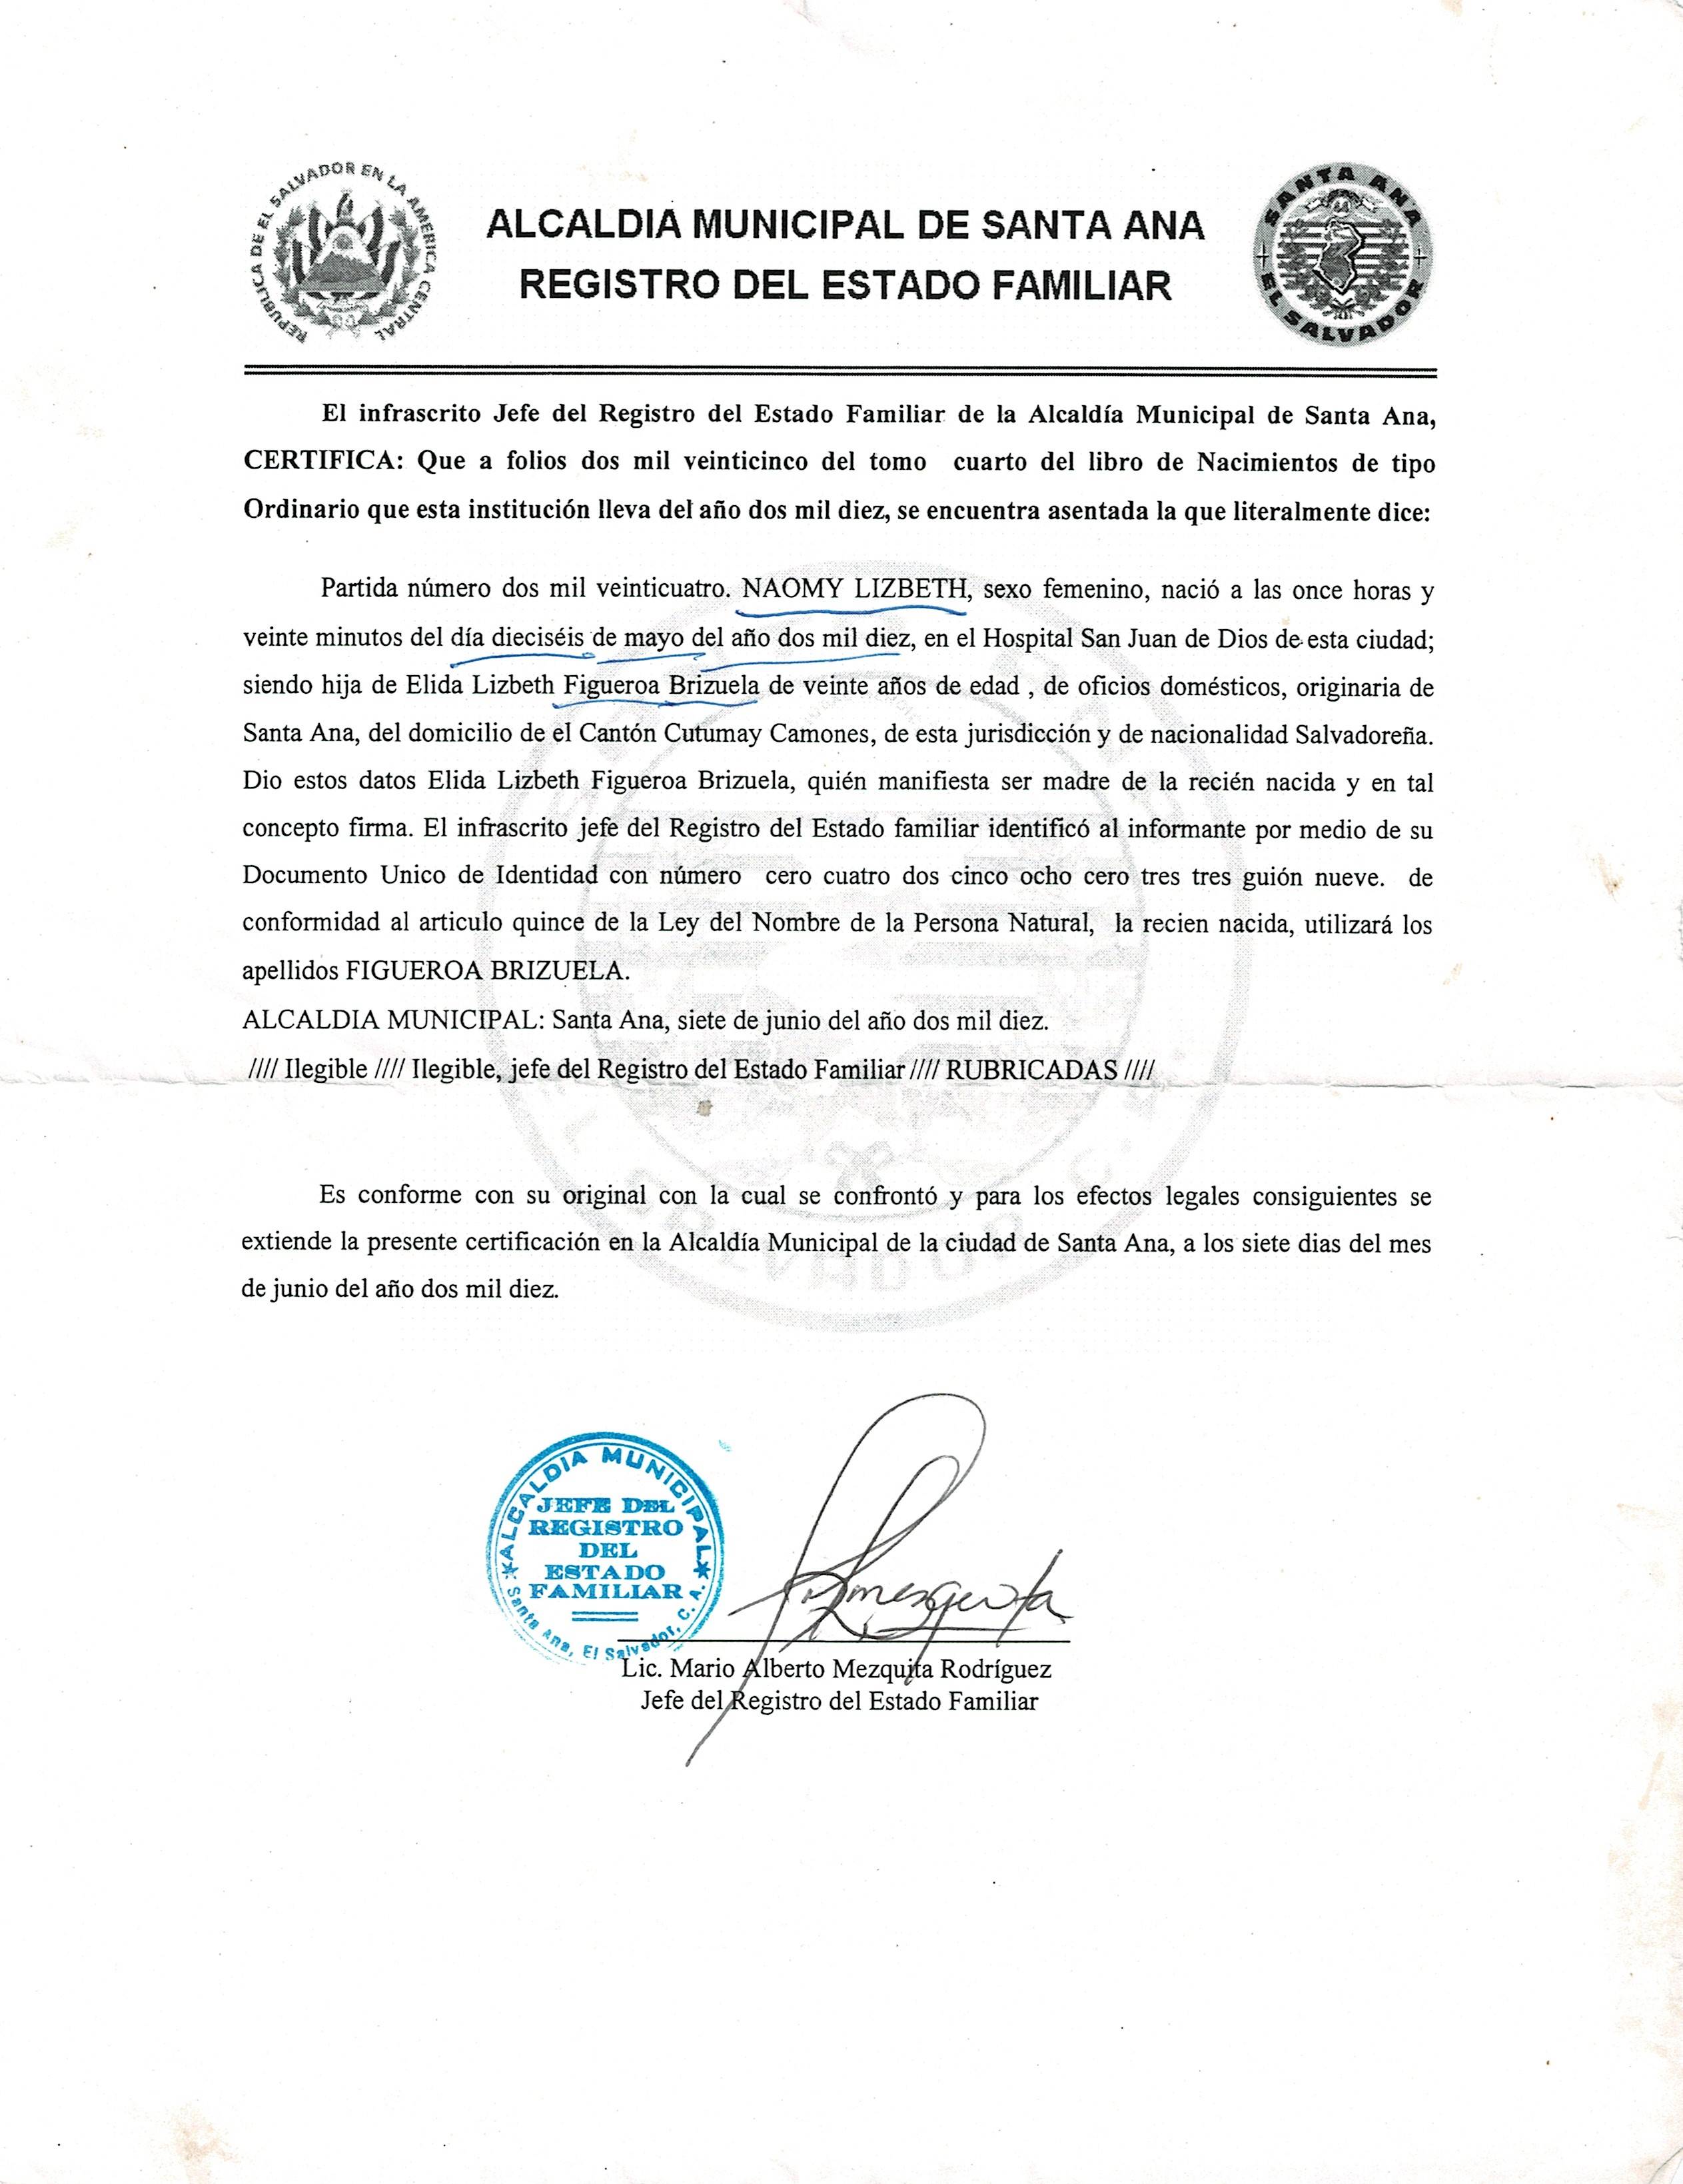 REPUBLICA DE EL SALVADOR EN LA AMERICA CENTRAL
ALCALDIA MUNICIPAL DE SANTA ANA
REGISTRO DEL ESTADO FAMILIAR
SANTA ANA
EL SALVADOR
El infrascrito Jefe del Registro del Estado Familiar de la Alcaldía Municipal de Santa Ana,
CERTIFICA: Que a folios dos mil veinticinco del tomo cuarto del libro de Nacimientos de tipo
Ordinario que esta institución lleva del año dos mil diez, se encuentra asentada la que literalmente dice:
Partida número dos mil veinticuatro. NAOMY LIZBETH, sexo femenino, nació a las once horas y
veinte minutos del día dieciséis de mayo del año dos mil diez, en el Hospital San Juan de Dios de esta ciudad;
siendo hija de Elida Lizbeth Figueroa Brizuela de veinte años de edad , de oficios domésticos, originaria de
Santa Ana, del domicilio de el Cantón Cutumay Camones, de esta jurisdicción y de nacionalidad Salvadoreña.
Dio estos datos Elida Lizbeth Figueroa Brizuela, quién manifiesta ser madre de la recién nacida y en tal
concepto firma. El infrascrito jefe del Registro del Estado familiar identificó al informante por medio de su
Documento Unico de Identidad con número cero cuatro dos cinco ocho cero tres tres guión nueve. de
conformidad al articulo quince de la Ley del Nombre de la Persona Natural, la recien nacida, utilizará los
apellidos FIGUEROA BRIZUELA.
ALCALDIA MUNICIPAL: Santa Ana, siete de junio del año dos mil diez.
//// Ilegible //// Ilegible, jefe del Registro del Estado Familiar //// RUBRICADAS ////
Es conforme con su original con la cual se confrontó y para los efectos legales consiguientes se
extiende la presente certificación en la Alcaldía Municipal de la ciudad de Santa Ana, a los siete dias del mes
de junio del año dos mil diez.
ALCALDIA MUNICIPAL
JEFE DEL
REGISTRO
DEL
ESTADO
FAMILIAR
Santa Ana, El Salvador, C. A.
Lic. Mario Alberto Mezquita Rodríguez
Jefe del Registro del Estado Familiar